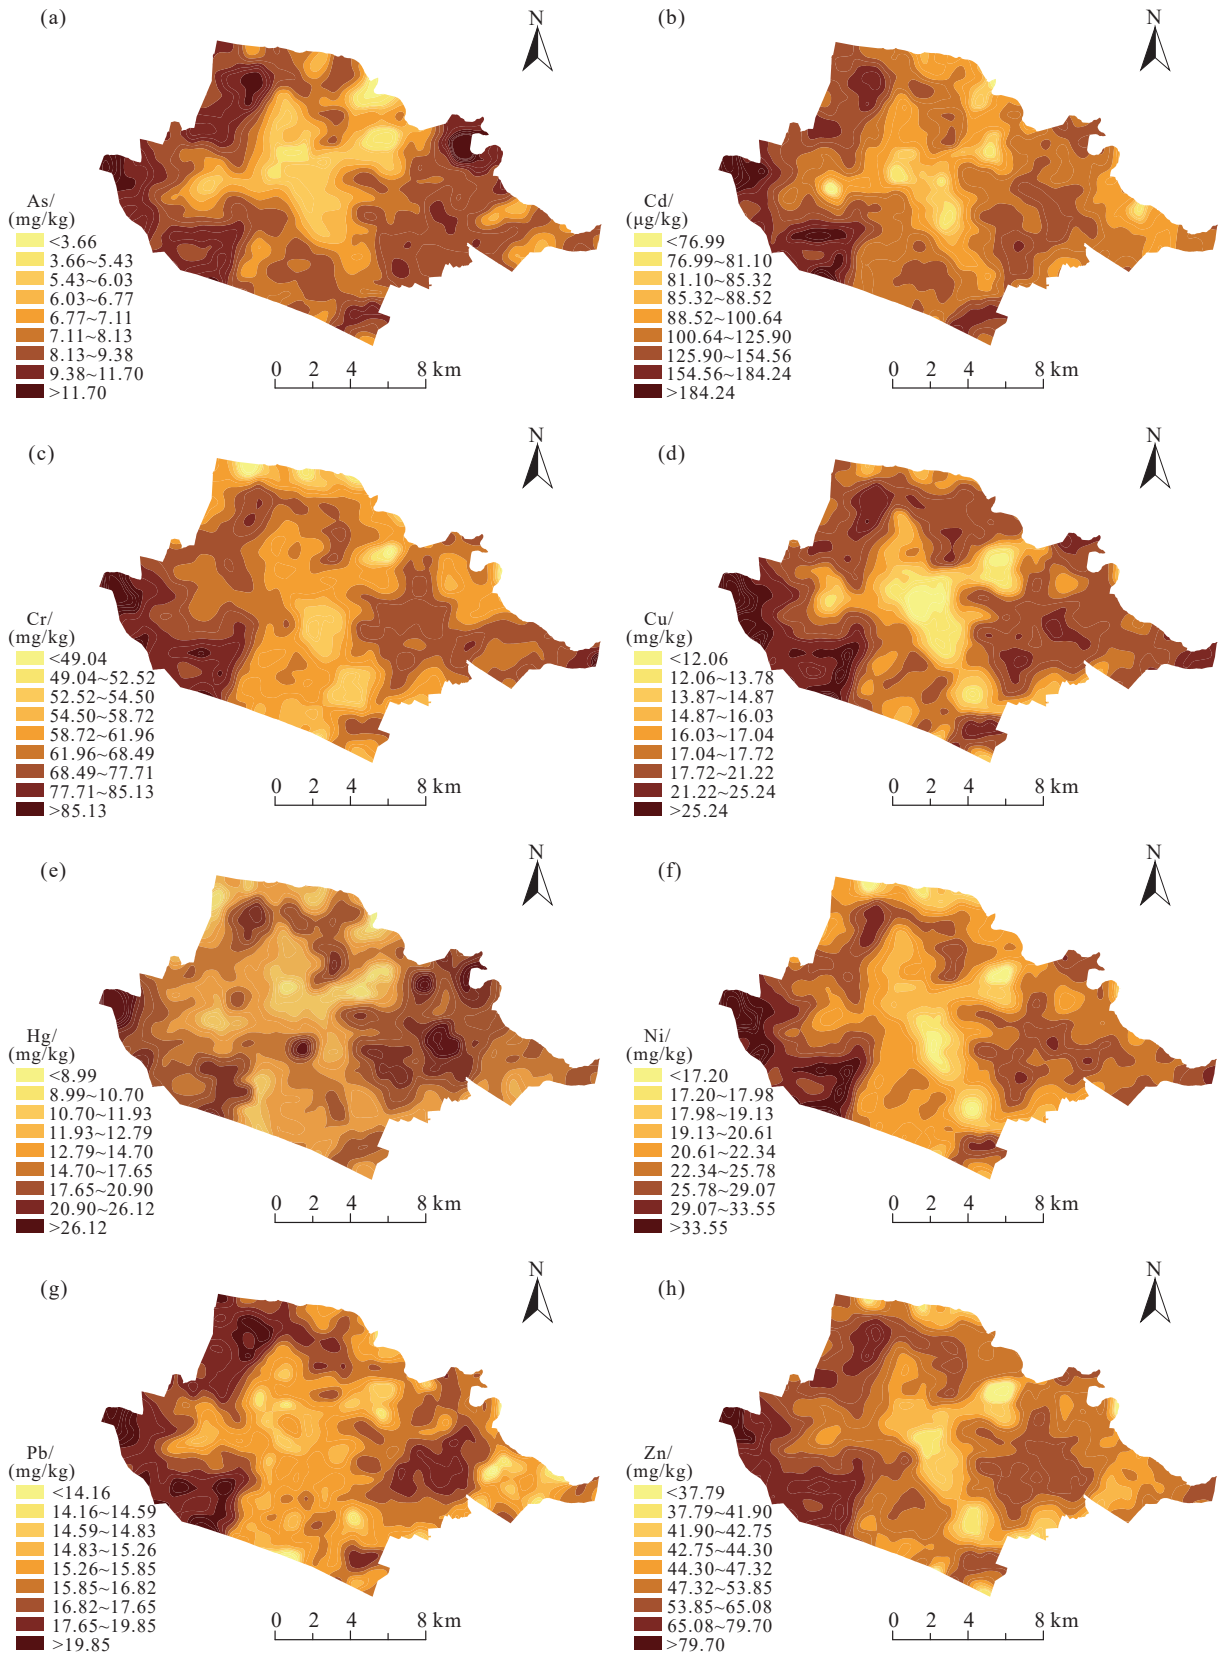 (a)
N
As/
(mg/kg)
<3.66
3.66~5.43
5.43~6.03
6.03~6.77
6.77~7.11
7.11~8.13
8.13~9.38
9.38~11.70
>11.70
0 2 4 8 km
(b)
N
Cd/
(μg/kg)
<76.99
76.99~81.10
81.10~85.32
85.32~88.52
88.52~100.64
100.64~125.90
125.90~154.56
154.56~184.24
>184.24
0 2 4 8 km
(c)
N
Cr/
(mg/kg)
<49.04
49.04~52.52
52.52~54.50
54.50~58.72
58.72~61.96
61.96~68.49
68.49~77.71
77.71~85.13
>85.13
0 2 4 8 km
(d)
N
Cu/
(mg/kg)
<12.06
12.06~13.78
13.87~14.87
14.87~16.03
16.03~17.04
17.04~17.72
17.72~21.22
21.22~25.24
>25.24
0 2 4 8 km
(e)
N
Hg/
(mg/kg)
<8.99
8.99~10.70
10.70~11.93
11.93~12.79
12.79~14.70
14.70~17.65
17.65~20.90
20.90~26.12
>26.12
0 2 4 8 km
(f)
N
Ni/
(mg/kg)
<17.20
17.20~17.98
17.98~19.13
19.13~20.61
20.61~22.34
22.34~25.78
25.78~29.07
29.07~33.55
>33.55
0 2 4 8 km
(g)
N
Pb/
(mg/kg)
<14.16
14.16~14.59
14.59~14.83
14.83~15.26
15.26~15.85
15.85~16.82
16.82~17.65
17.65~19.85
>19.85
0 2 4 8 km
(h)
N
Zn/
(mg/kg)
<37.79
37.79~41.90
41.90~42.75
42.75~44.30
44.30~47.32
47.32~53.85
53.85~65.08
65.08~79.70
>79.70
0 2 4 8 km